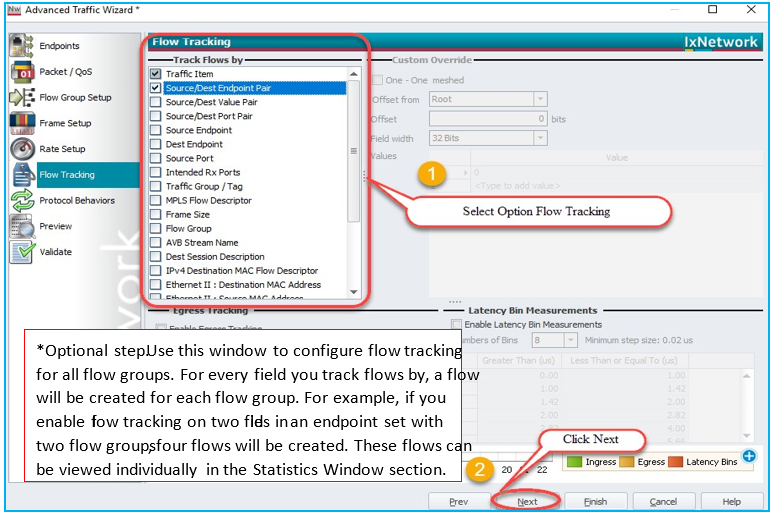 Nw Advanced Traffic Wizard *
Endpoints
Packet / QoS
Flow Group Setup
Frame Setup
Rate Setup
Flow Tracking
Protocol Behaviors
Preview
Validate
Flow Tracking
IxNetwork
Track Flows by
Traffic Item
Source/Dest Endpoint Pair
Source/Dest Value Pair
Source/Dest Port Pair
Source Endpoint
Dest Endpoint
Source Port
Intended Rx Ports
Traffic Group / Tag
MPLS Flow Descriptor
Frame Size
Flow Group
AVB Stream Name
Dest Session Description
IPv4 Destination MAC Flow Descriptor
Ethernet II : Destination MAC Address
Ethernet II : Source MAC Address
Custom Override
One - One meshed
Offset from Root
Offset 0 bits
Field width 32 Bits
Values
Value
0
<Type to add value>
1
Select Option Flow Tracking
Egress Tracking
Enable Egress Tracking
Latency Bin Measurements
Enable Latency Bin Measurements
Numbers of Bins 8 Minimum step size: 0.02 us
Greater Than (us) Less Than or Equal To (us)
0.00 1.00
1.00 1.42
1.42 2.00
2.00 2.82
4.00
*Optional step. Use this window to configure flow tracking
for all flow groups. For every field you track flows by, a flow
will be created for each flow group. For example, if you
enable flow tracking on two fields in an endpoint set with
two flow groups, four flows will be created. These flows can
be viewed individually in the Statistics Window section.
Click Next
2
20 21 22
Ingress Egress Latency Bins
Prev Next Finish Cancel Help